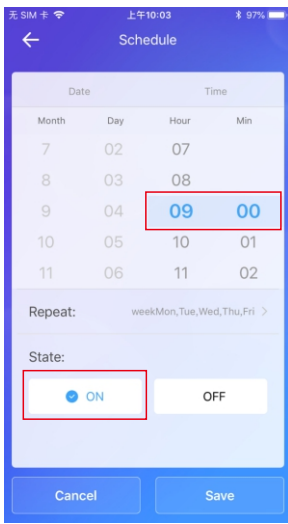 无 SIM 卡 上午10:03 97%
Schedule
Date Time
Month Day Hour Min
7 02 07
8 03 08
9 04 09 00
10 05 10 01
11 06 11 02
Repeat: weekMon,Tue,Wed,Thu,Fri >
State:
ON OFF
Cancel Save